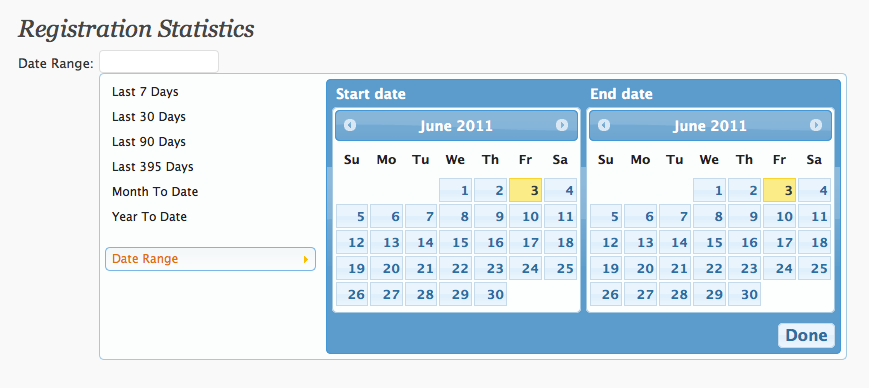 Registration Statistics
Date Range:
Last 7 Days
Last 30 Days
Last 90 Days
Last 395 Days
Month To Date
Year To Date
Date Range
Start date
June 2011
Su Mo Tu We Th Fr Sa
1 2 3 4
5 6 7 8 9 10 11
12 13 14 15 16 17 18
19 20 21 22 23 24 25
26 27 28 29 30
End date
June 2011
Su Mo Tu We Th Fr Sa
1 2 3 4
5 6 7 8 9 10 11
12 13 14 15 16 17 18
19 20 21 22 23 24 25
26 27 28 29 30
Done